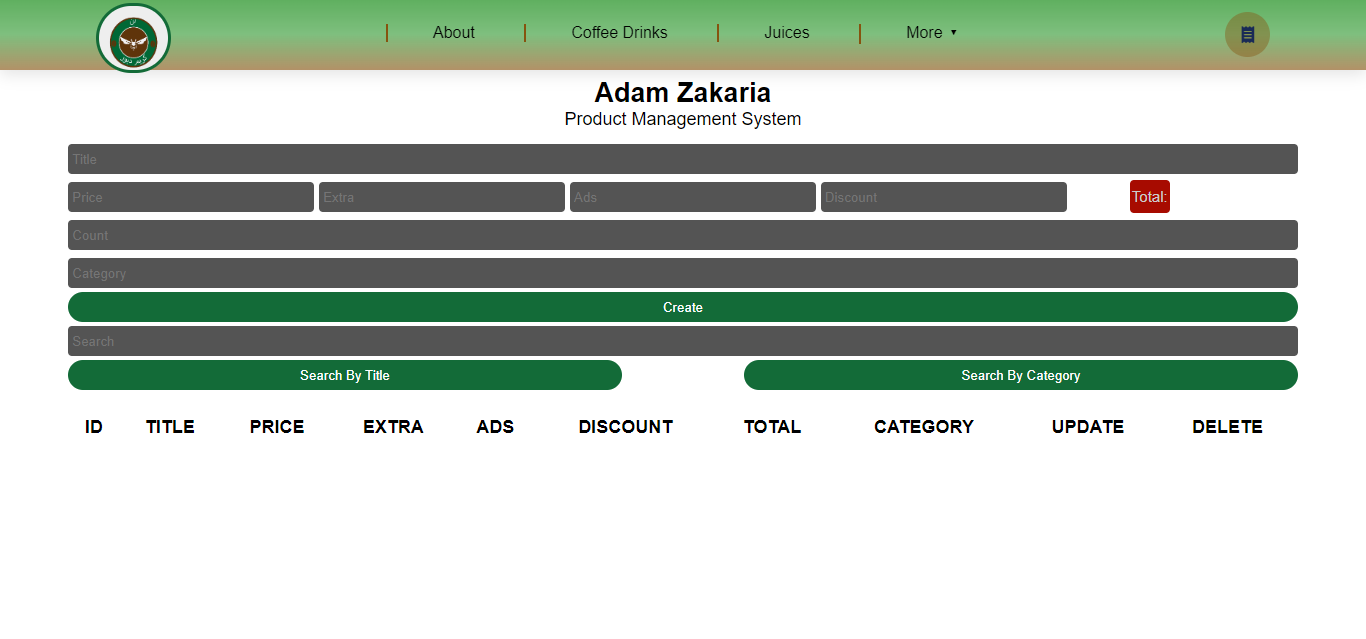 About
Coffee Drinks
Juices
More ▼
Adam Zakaria
Product Management System
Title
Price
Extra
Ads
Discount
Total:
Count
Category
Create
Search
Search By Title
Search By Category
ID TITLE PRICE EXTRA ADS DISCOUNT TOTAL CATEGORY UPDATE DELETE